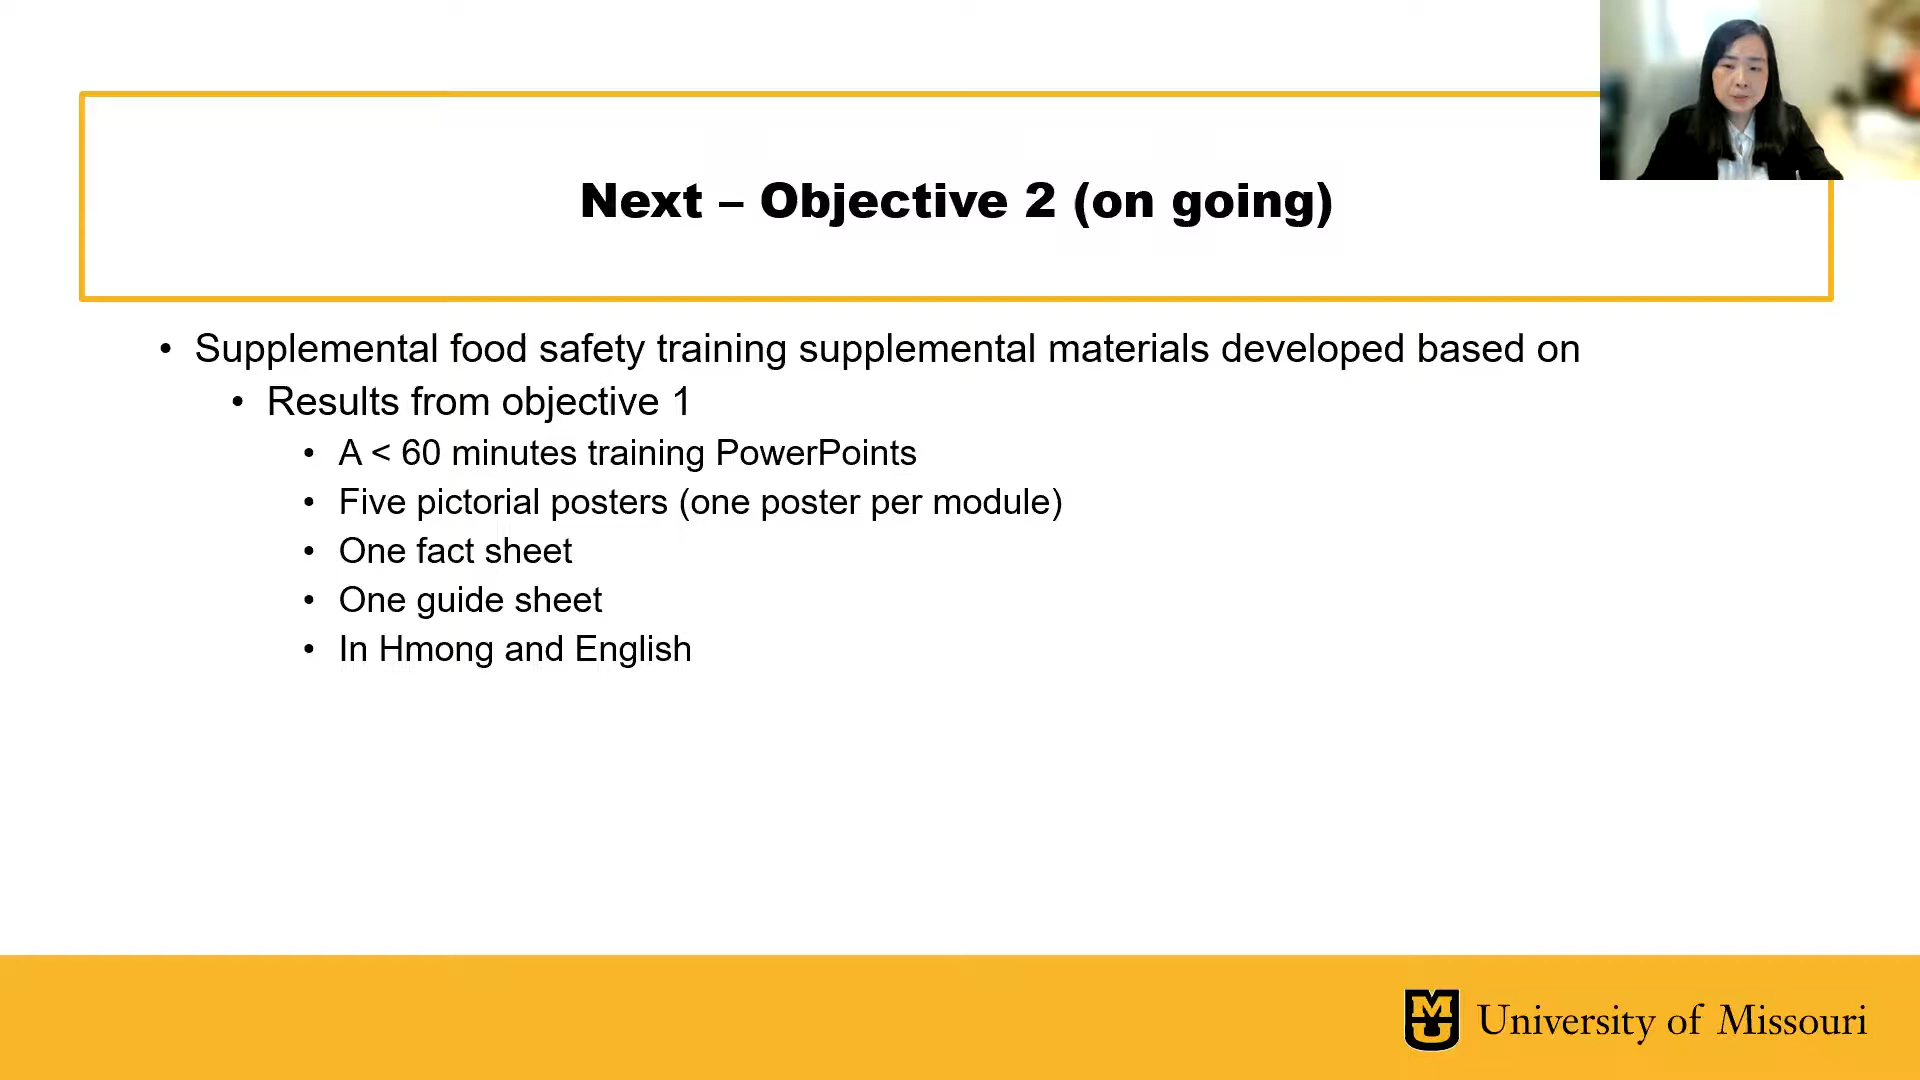 Next – Objective 2 (on going)
• Supplemental food safety training supplemental materials developed based on
• Results from objective 1
• A < 60 minutes training PowerPoints
• Five pictorial posters (one poster per module)
• One fact sheet
• One guide sheet
• In Hmong and English
MU University of Missouri